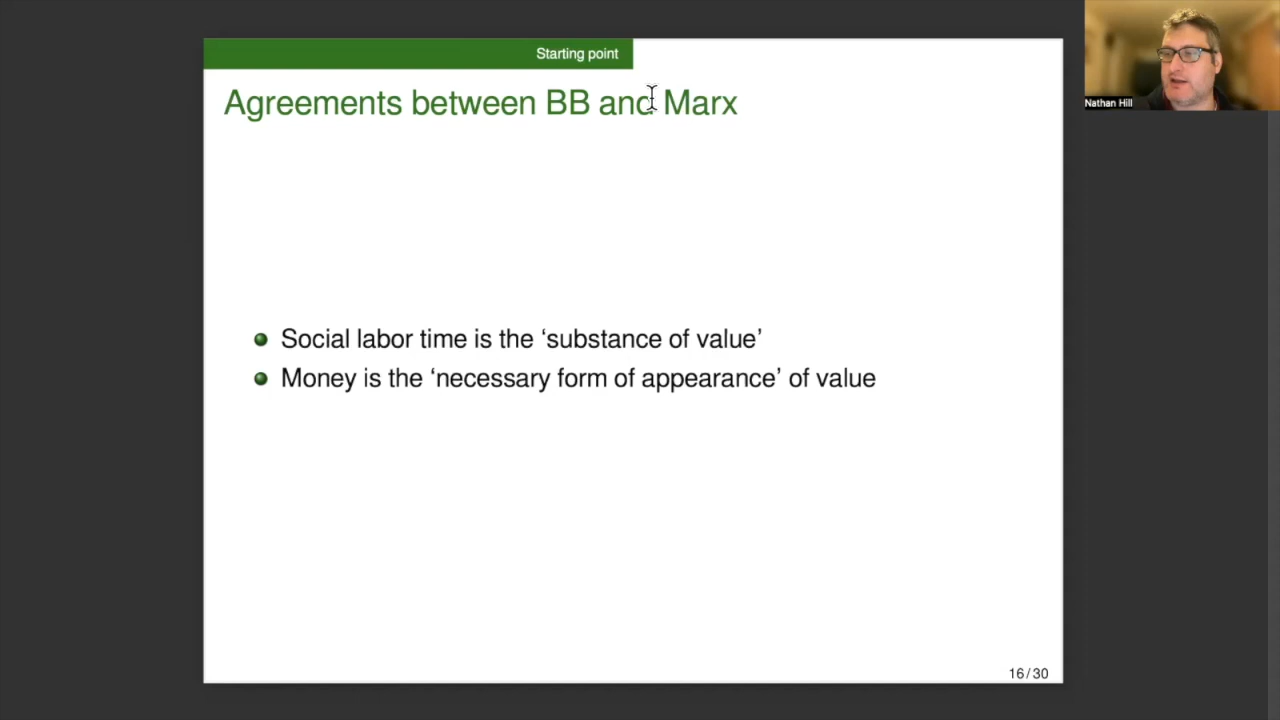 Starting point
Agreements between BB and Marx
Nathan Hill
Social labor time is the ‘substance of value’
Money is the ‘necessary form of appearance’ of value
16 / 30